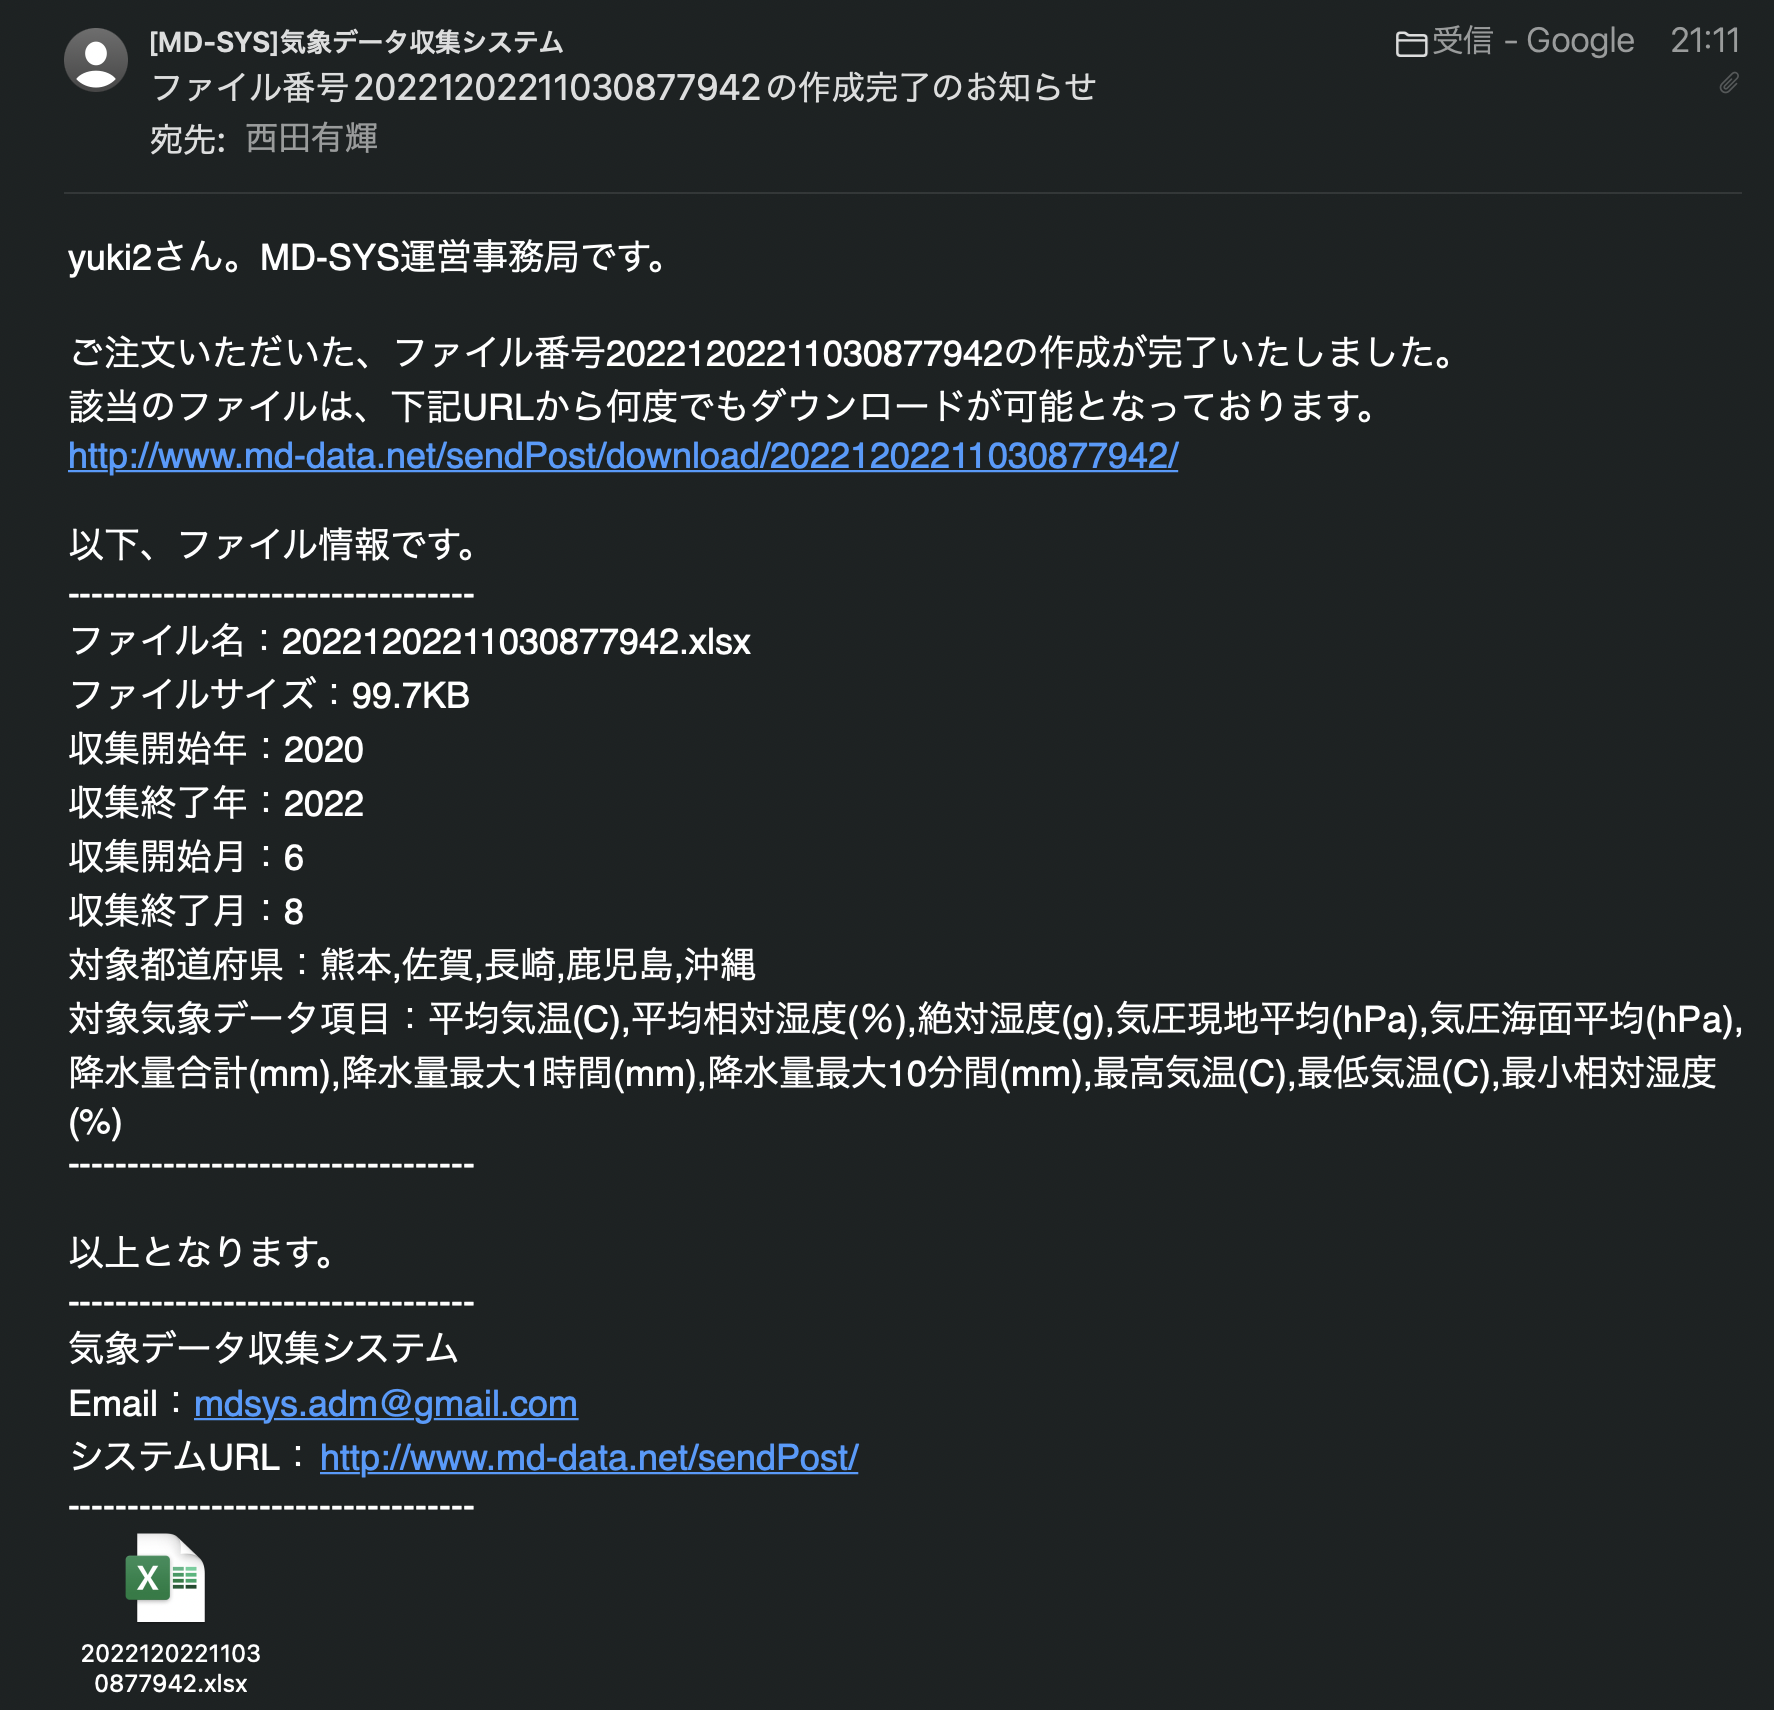 [MD-SYS]気象データ収集システム
受信 - Google 21:11
ファイル番号20221202211030877942の作成完了のお知らせ
宛先: 西田有輝
yuki2さん。MD-SYS運営事務局です。
ご注文いただいた、ファイル番号20221202211030877942の作成が完了いたしました。
該当のファイルは、下記URLから何度でもダウンロードが可能となっております。
http://www.md-data.net/sendPost/download/20221202211030877942/
以下、ファイル情報です。
----------------------------------
ファイル名：20221202211030877942.xlsx
ファイルサイズ：99.7KB
収集開始年：2020
収集終了年：2022
収集開始月：6
収集終了月：8
対象都道府県：熊本,佐賀,長崎,鹿児島,沖縄
対象気象データ項目：平均気温(C),平均相対湿度(％),絶対湿度(g),気圧現地平均(hPa),気圧海面平均(hPa),
降水量合計(mm),降水量最大1時間(mm),降水量最大10分間(mm),最高気温(C),最低気温(C),最小相対湿度
(％)
----------------------------------
以上となります。
----------------------------------
気象データ収集システム
Email：mdsys.adm@gmail.com
システムURL：http://www.md-data.net/sendPost/
----------------------------------
X
2022120221103
0877942.xlsx